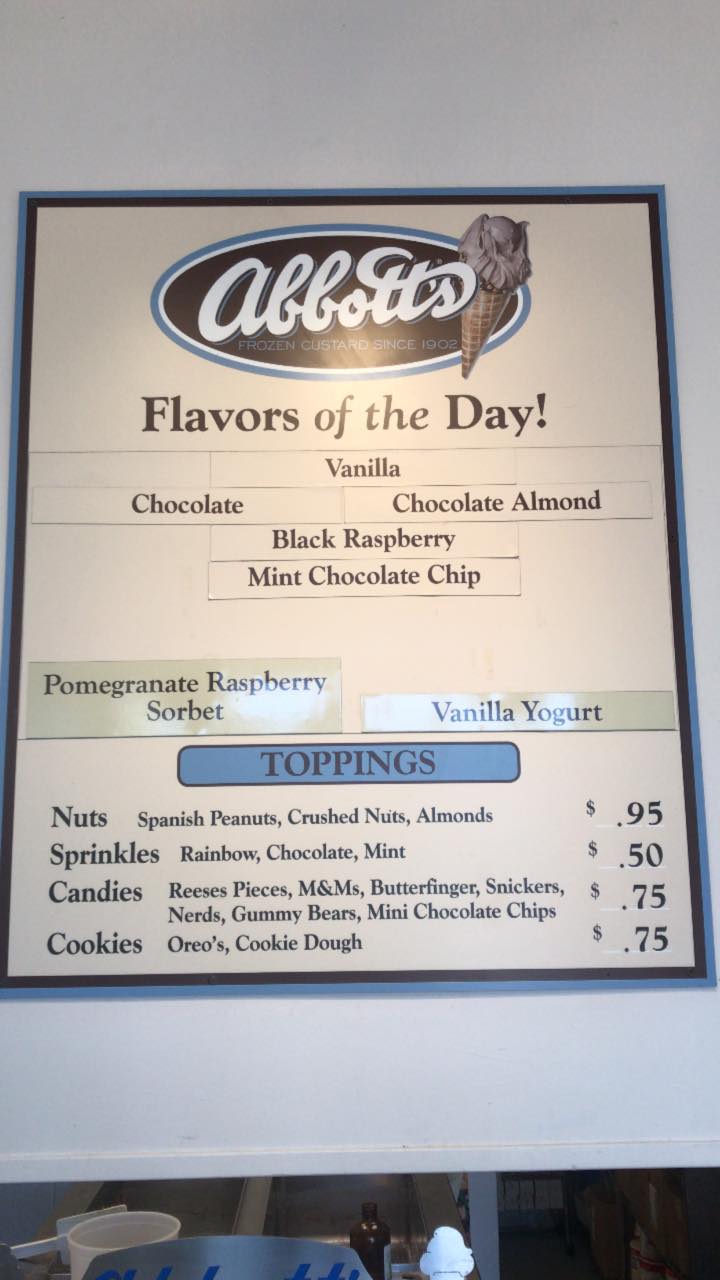 Abbott's
FROZEN CUSTARD SINCE 1902
Flavors of the Day!
Vanilla
Chocolate Chocolate Almond
Black Raspberry
Mint Chocolate Chip
Pomegranate Raspberry
Sorbet
Vanilla Yogurt
TOPPINGS
Nuts Spanish Peanuts, Crushed Nuts, Almonds $ .95
Sprinkles Rainbow, Chocolate, Mint $ .50
Candies Reeses Pieces, M&Ms, Butterfinger, Snickers, $ .75
Nerds, Gummy Bears, Mini Chocolate Chips
Cookies Oreo's, Cookie Dough $ .75